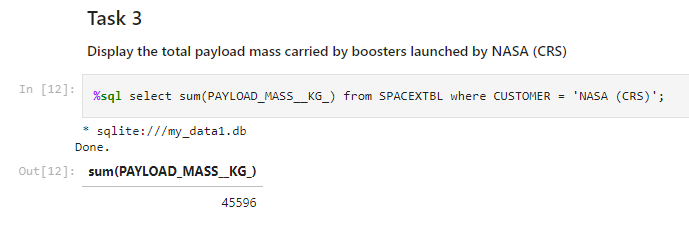 Task 3
Display the total payload mass carried by boosters launched by NASA (CRS)
In [12]: %sql select sum(PAYLOAD_MASS__KG_) from SPACEXTBL where CUSTOMER = 'NASA (CRS)';
* sqlite:///my_data1.db
Done.
Out[12]: sum(PAYLOAD_MASS__KG_)
45596